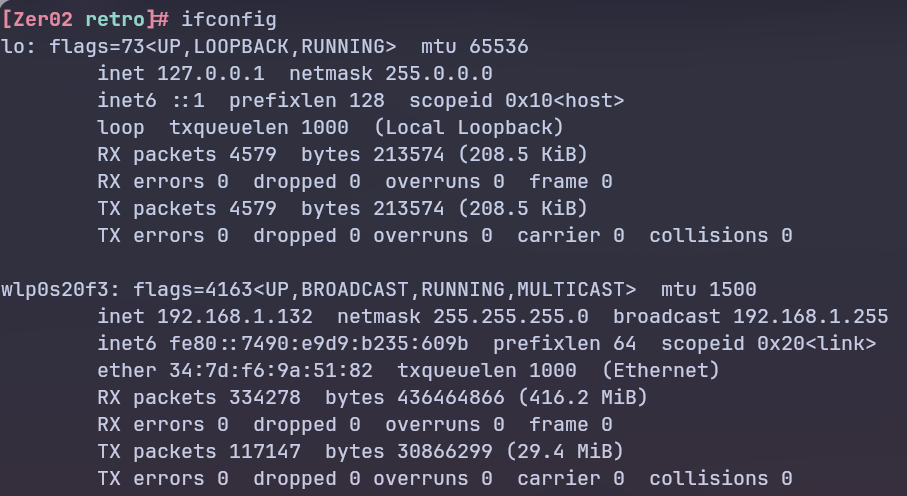 [Zer02 retro]# ifconfig
lo: flags=73<UP,LOOPBACK,RUNNING>  mtu 65536
        inet 127.0.0.1  netmask 255.0.0.0
        inet6 ::1  prefixlen 128  scopeid 0x10<host>
        loop  txqueuelen 1000  (Local Loopback)
        RX packets 4579  bytes 213574 (208.5 KiB)
        RX errors 0  dropped 0  overruns 0  frame 0
        TX packets 4579  bytes 213574 (208.5 KiB)
        TX errors 0  dropped 0 overruns 0  carrier 0  collisions 0

wlp0s20f3: flags=4163<UP,BROADCAST,RUNNING,MULTICAST>  mtu 1500
        inet 192.168.1.132  netmask 255.255.255.0  broadcast 192.168.1.255
        inet6 fe80::7490:e9d9:b235:609b  prefixlen 64  scopeid 0x20<link>
        ether 34:7d:f6:9a:51:82  txqueuelen 1000  (Ethernet)
        RX packets 334278  bytes 436464866 (416.2 MiB)
        RX errors 0  dropped 0  overruns 0  frame 0
        TX packets 117147  bytes 30866299 (29.4 MiB)
        TX errors 0  dropped 0 overruns 0  carrier 0  collisions 0